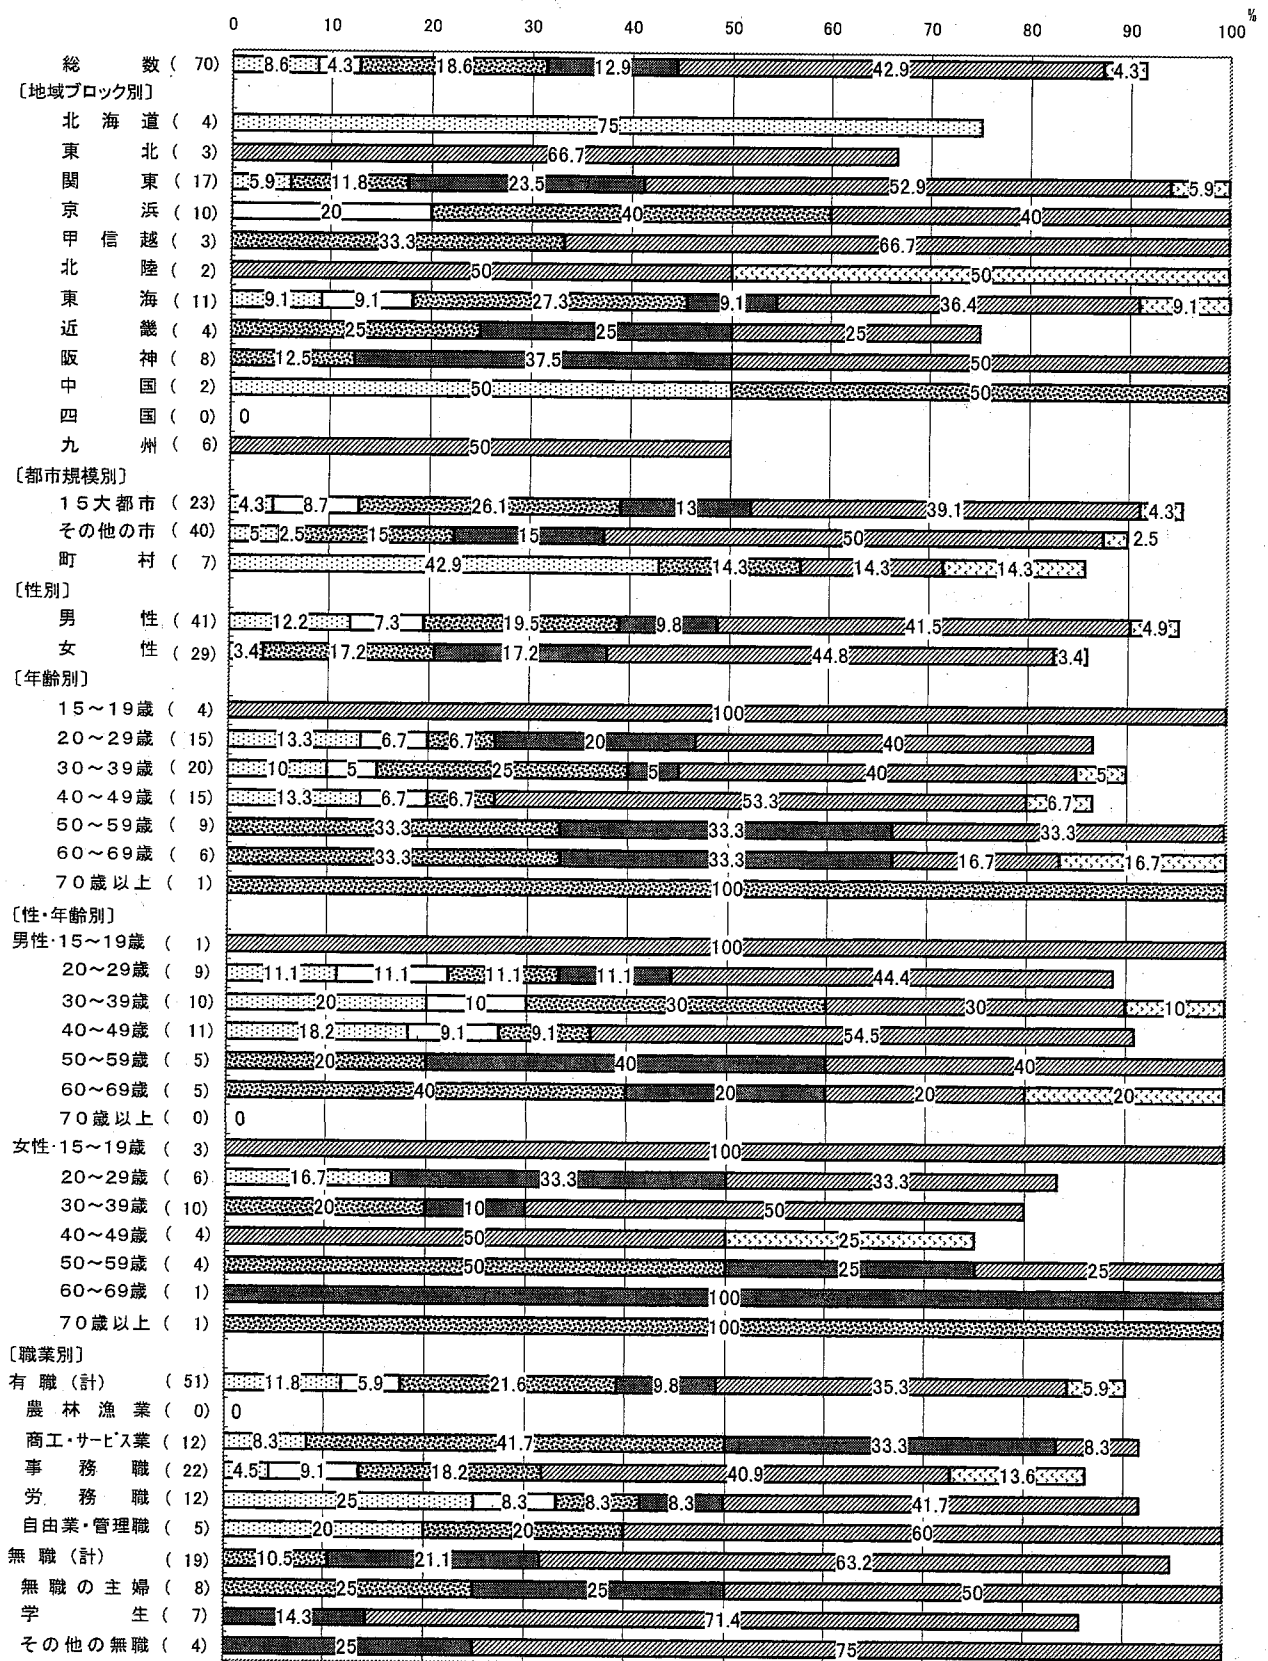 0 10 20 30 40 50 60 70 80 90 100 %
総数 ( 70) 8.6 4.3 18.6 12.9 42.9 4.3
〔地域ブロック別〕
北海道 ( 4) 75
東北 ( 3) 66.7
関東 ( 17) 5.9 11.8 23.5 52.9 5.9
京浜 ( 10) 20 40 40
甲信越 ( 3) 33.3 66.7
北陸 ( 2) 50 50
東海 ( 11) 9.1 9.1 27.3 9.1 36.4 9.1
近畿 ( 4) 25 25 25
阪神 ( 8) 12.5 37.5 50
中国 ( 2) 50 50
四国 ( 0) 0
九州 ( 6) 50
〔都市規模別〕
15大都市 ( 23) 4.3 8.7 26.1 13 39.1 4.3
その他の市 ( 40) 5 2.5 15 15 50 2.5
町村 ( 7) 42.9 14.3 14.3 14.3
〔性別〕
男性 ( 41) 12.2 7.3 19.5 9.8 41.5 4.9
女性 ( 29) 3.4 17.2 17.2 44.8 3.4
〔年齢別〕
15～19歳 ( 4) 100
20～29歳 ( 15) 13.3 6.7 6.7 20 40
30～39歳 ( 20) 10 5 25 5 40 5
40～49歳 ( 15) 13.3 6.7 6.7 53.3 6.7
50～59歳 ( 9) 33.3 33.3 33.3
60～69歳 ( 6) 33.3 33.3 16.7 16.7
70歳以上 ( 1) 100
〔性・年齢別〕
男性・15～19歳 ( 1) 100
20～29歳 ( 9) 11.1 11.1 11.1 11.1 44.4
30～39歳 ( 10) 20 10 30 30 10
40～49歳 ( 11) 18.2 9.1 9.1 54.5
50～59歳 ( 5) 20 40 40
60～69歳 ( 5) 40 20 20 20
70歳以上 ( 0) 0
女性・15～19歳 ( 3) 100
20～29歳 ( 6) 16.7 33.3 33.3
30～39歳 ( 10) 20 10 50
40～49歳 ( 4) 50 25
50～59歳 ( 4) 50 25 25
60～69歳 ( 1) 100
70歳以上 ( 1) 100
〔職業別〕
有職(計) ( 51) 11.8 5.9 21.6 9.8 35.3 5.9
農林漁業 ( 0) 0
商工・サービス業 ( 12) 8.3 41.7 33.3 8.3
事務職 ( 22) 4.5 9.1 18.2 40.9 13.6
労務職 ( 12) 25 8.3 8.3 8.3 41.7
自由業・管理職 ( 5) 20 20 60
無職(計) ( 19) 10.5 21.1 63.2
無職の主婦 ( 8) 25 25 50
学生 ( 7) 14.3 71.4
その他の無職 ( 4) 25 75